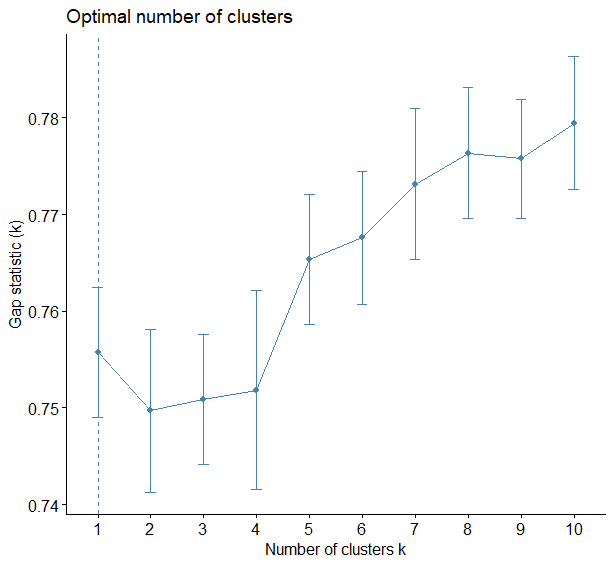 Optimal number of clusters
Gap statistic (k)
0.78
0.77
0.76
0.75
0.74
1 2 3 4 5 6 7 8 9 10
Number of clusters k